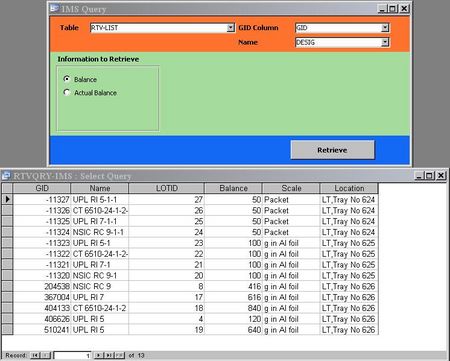 IMS Query
Table RTV-LIST GID Column GID
Name DESIG
Information to Retrieve
Balance
Actual Balance
Retrieve
RTVQRY-IMS : Select Query
GID Name LOTID Balance Scale Location
-11327 UPL RI 5-1-1 27 50 Packet LT,Tray No 624
-11326 CT 6510-24-1-2- 26 50 Packet LT,Tray No 624
-11325 UPL RI 7-1-1 25 50 Packet LT,Tray No 624
-11324 NSIC RC 9-1-1 24 50 Packet LT,Tray No 624
-11323 UPL RI 5-1 23 100 g in Al foil LT,Tray No 625
-11322 CT 6510-24-1-2- 22 100 g in Al foil LT,Tray No 625
-11321 UPL RI 7-1 21 100 g in Al foil LT,Tray No 625
-11320 NSIC RC 9-1 20 100 g in Al foil LT,Tray No 625
204538 NSIC RC 9 8 416 g in Al foil LT,Tray No 626
367004 UPL RI 7 17 616 g in Al foil LT,Tray No 626
404133 CT 6510-24-1-2 18 840 g in Al foil LT,Tray No 626
406626 UPL RI 5 4 120 g in Al foil LT,Tray No 626
510241 UPL RI 5 19 640 g in Al foil LT,Tray No 626
Record: 1 of 13